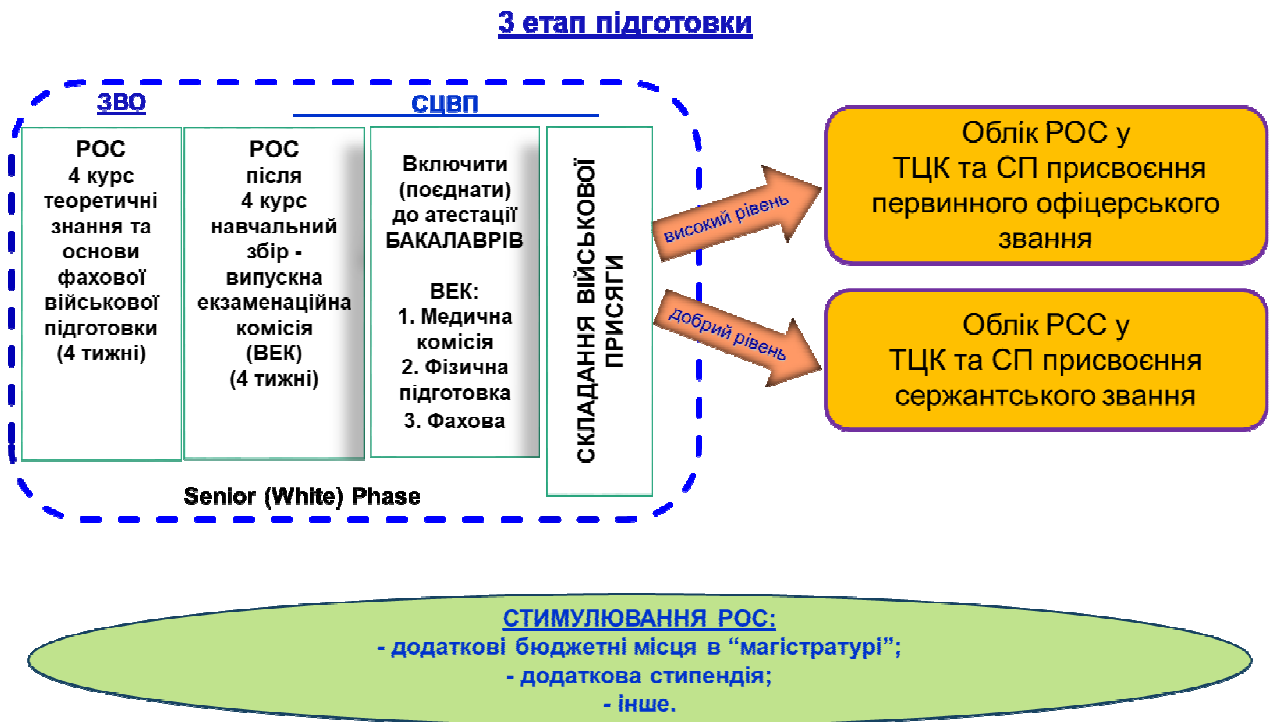 3 етап підготовки
ЗВО
СЦВП
РОС
4 курс
теоретичні
знання та
основи
фахової
військової
підготовки
(4 тижні)
РОС
після
4 курс
навчальний
збір -
випускна
екзаменаційна
комісія
(ВЕК)
(4 тижні)
Включити
(поєднати)
до атестації
БАКАЛАВРІВ
ВЕК:
1. Медична
комісія
2. Фізична
підготовка
3. Фахова
СКЛАДАННЯ ВІЙСЬКОВОЇ
ПРИСЯГИ
Senior (White) Phase
високий рівень
добрий рівень
Облік РОС у
ТЦК та СП присвоєння
первинного офіцерського
звання
Облік РСС у
ТЦК та СП присвоєння
сержантського звання
СТИМУЛЮВАННЯ РОС:
- додаткові бюджетні місця в “магістратурі”;
- додаткова стипендія;
- інше.